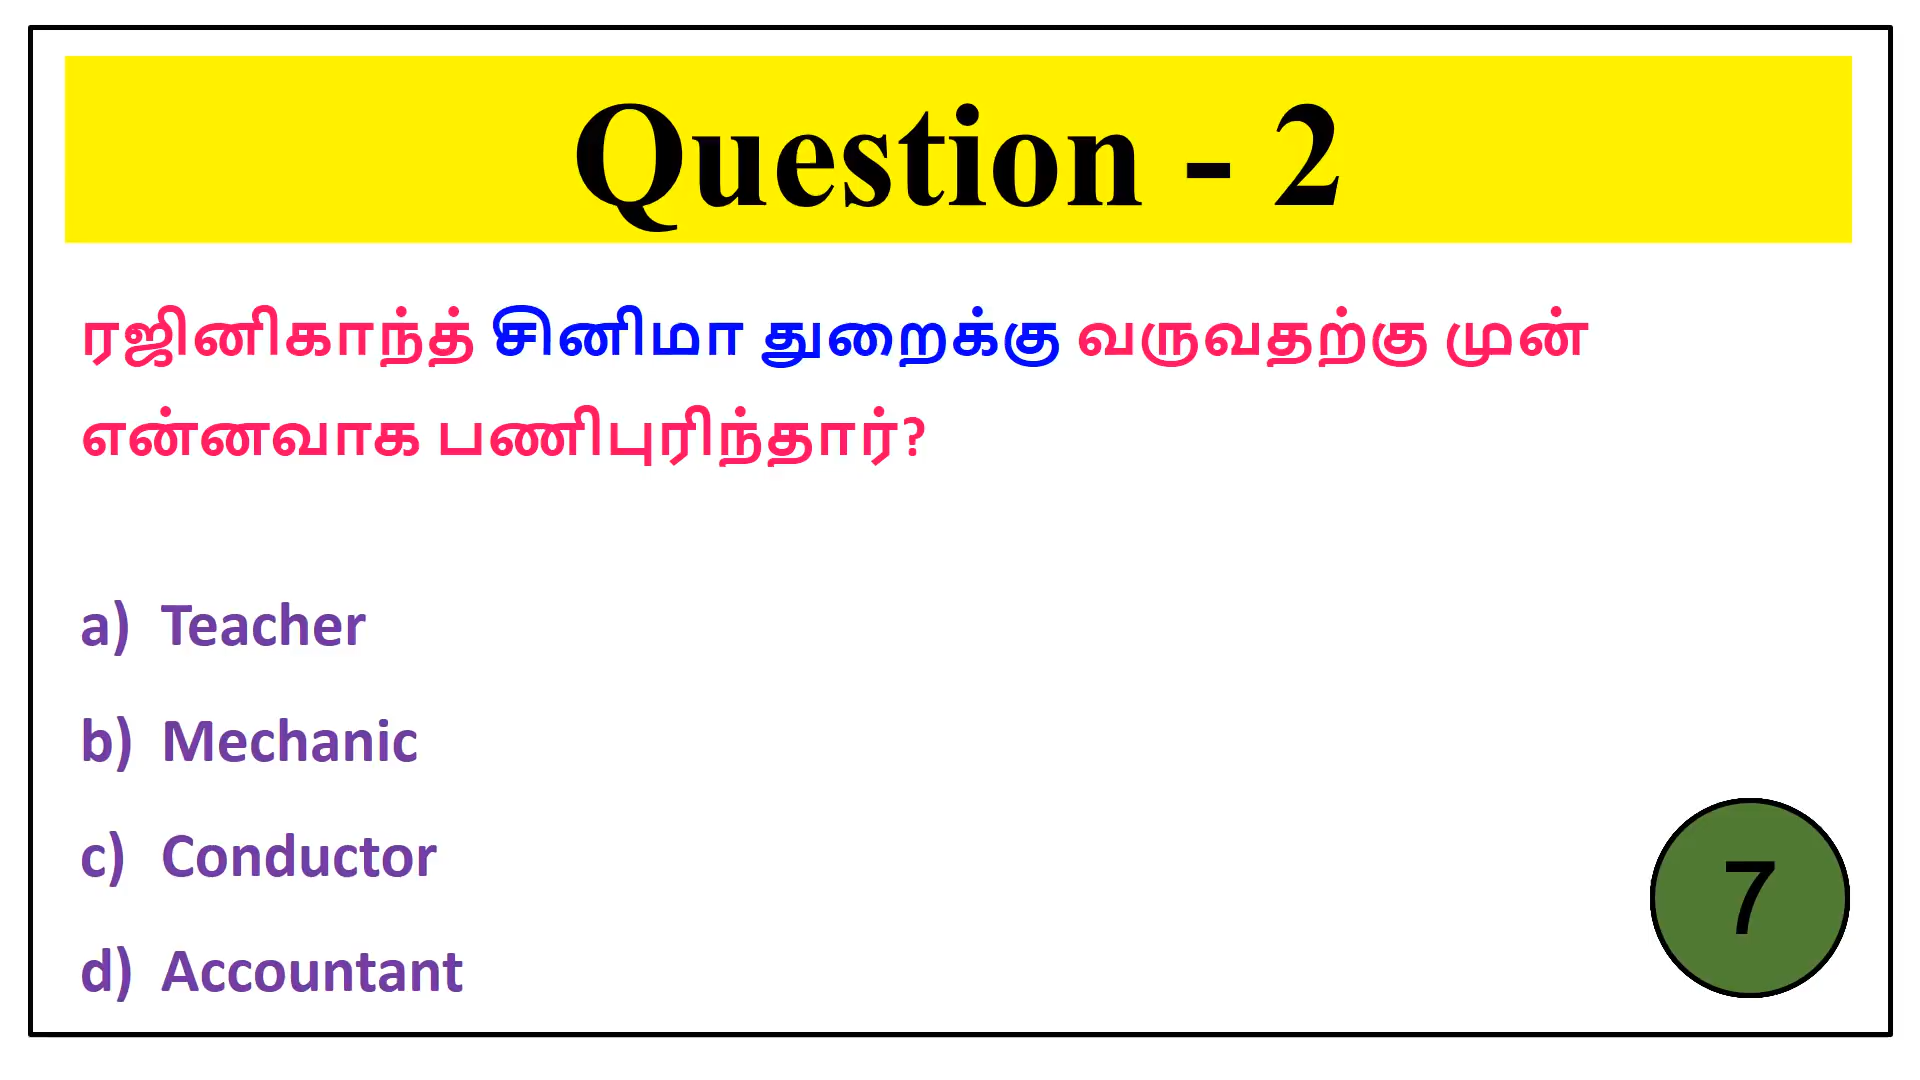 Question - 2
ரஜினிகாந்த் சினிமா துறைக்கு வருவதற்கு முன்
என்னவாக பணிபுரிந்தார்?
a) Teacher
b) Mechanic
c) Conductor
7
d) Accountant